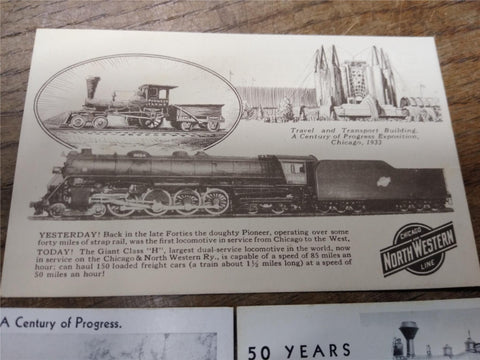 Travel and Transport Building,
A Century of Progress Exposition,
Chicago, 1933
YESTERDAY! Back in the late Forties the doughty Pioneer, operating over some
forty miles of strap rail, was the first locomotive in service from Chicago to the West,
TODAY! The Giant Class "H", largest dual-service locomotive in the world, now
in service on the Chicago & North Western Ry., is capable of a speed of 85 miles an
hour; can haul 150 loaded freight cars (a train about 1½ miles long) at a speed of
50 miles an hour!
CHICAGO
NORTH WESTERN
LINE
A Century of Progress.
50 YEARS